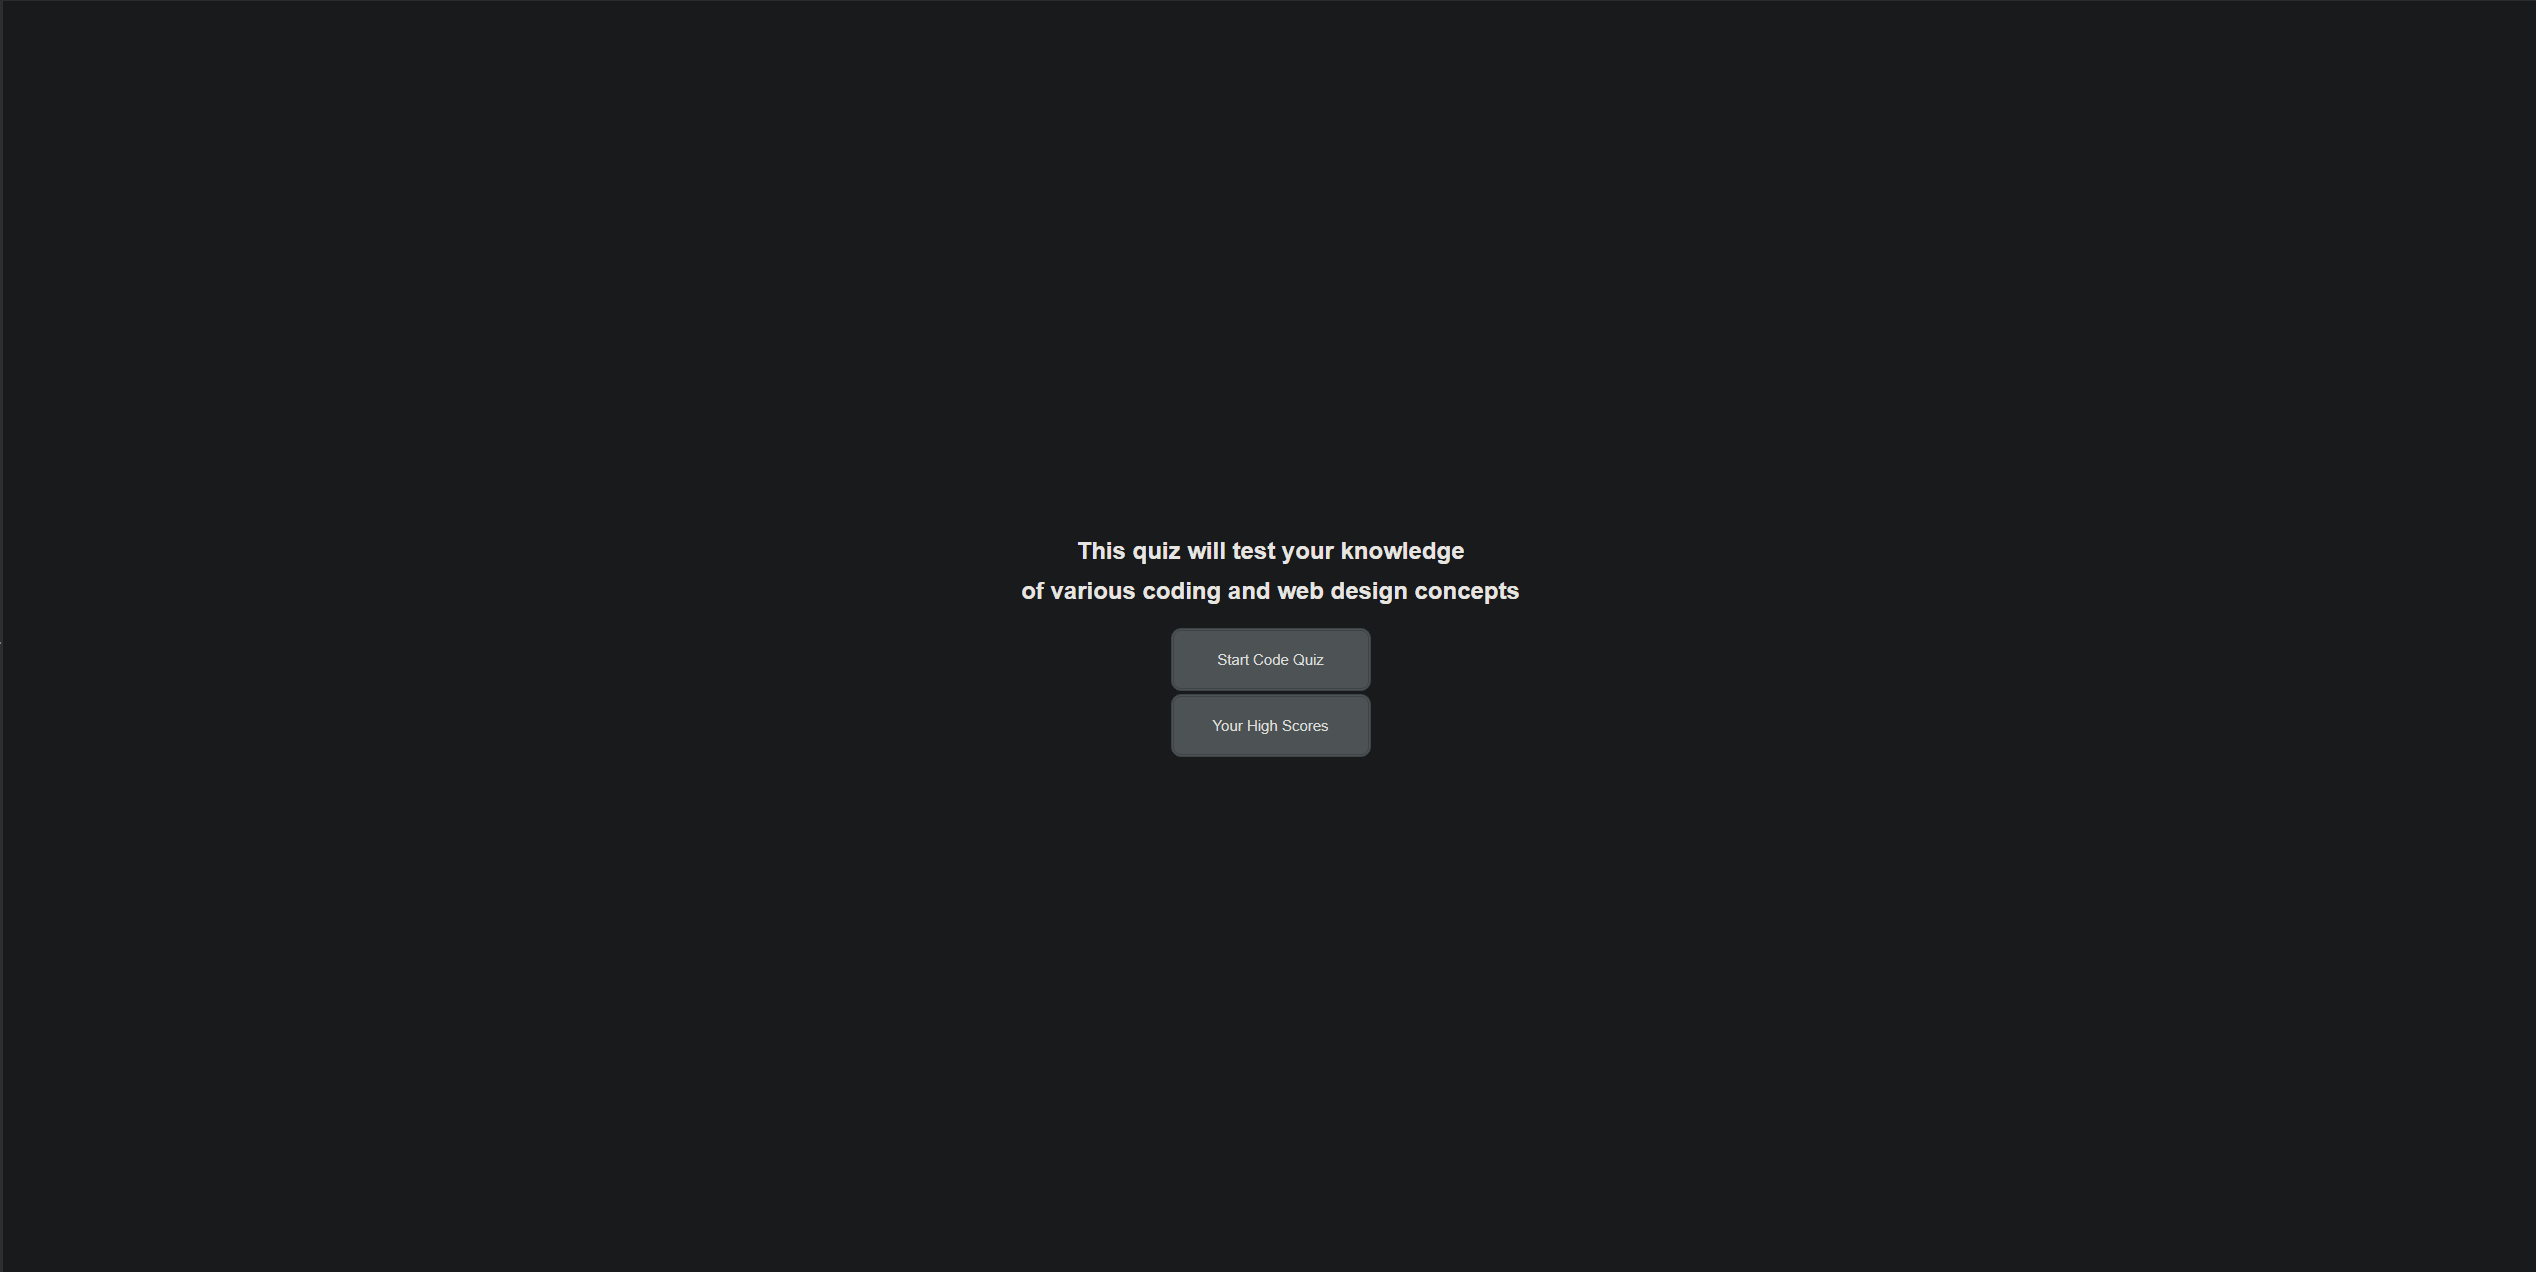 This quiz will test your knowledge
of various coding and web design concepts
Start Code Quiz
Your High Scores